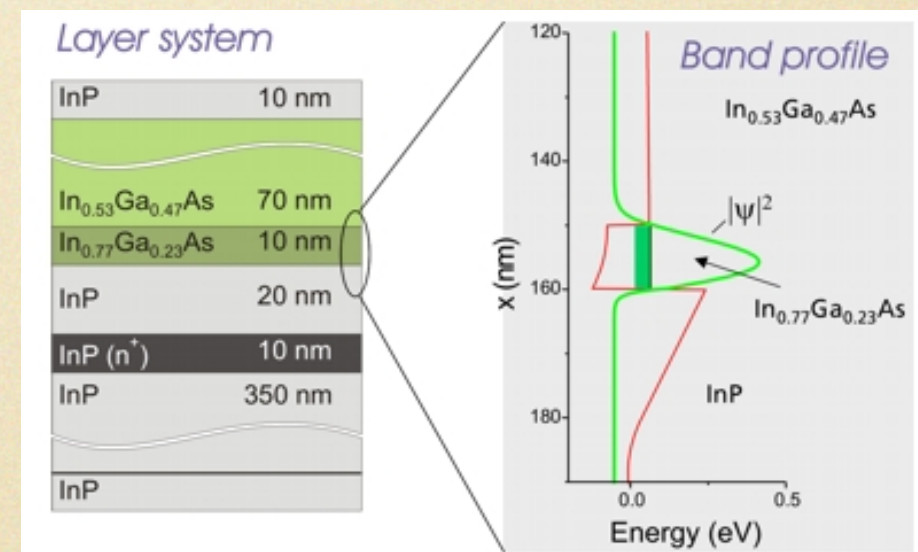 Layer system
InP 10 nm
In₀.₅₃Ga₀.₄₇As 70 nm
In₀.₇₇Ga₀.₂₃As 10 nm
InP 20 nm
InP (n⁺) 10 nm
InP 350 nm
InP
Band profile
120
140
160
180
x (nm)
In₀.₅₃Ga₀.₄₇As
|ψ|²
In₀.₇₇Ga₀.₂₃As
InP
0.0 0.5
Energy (eV)